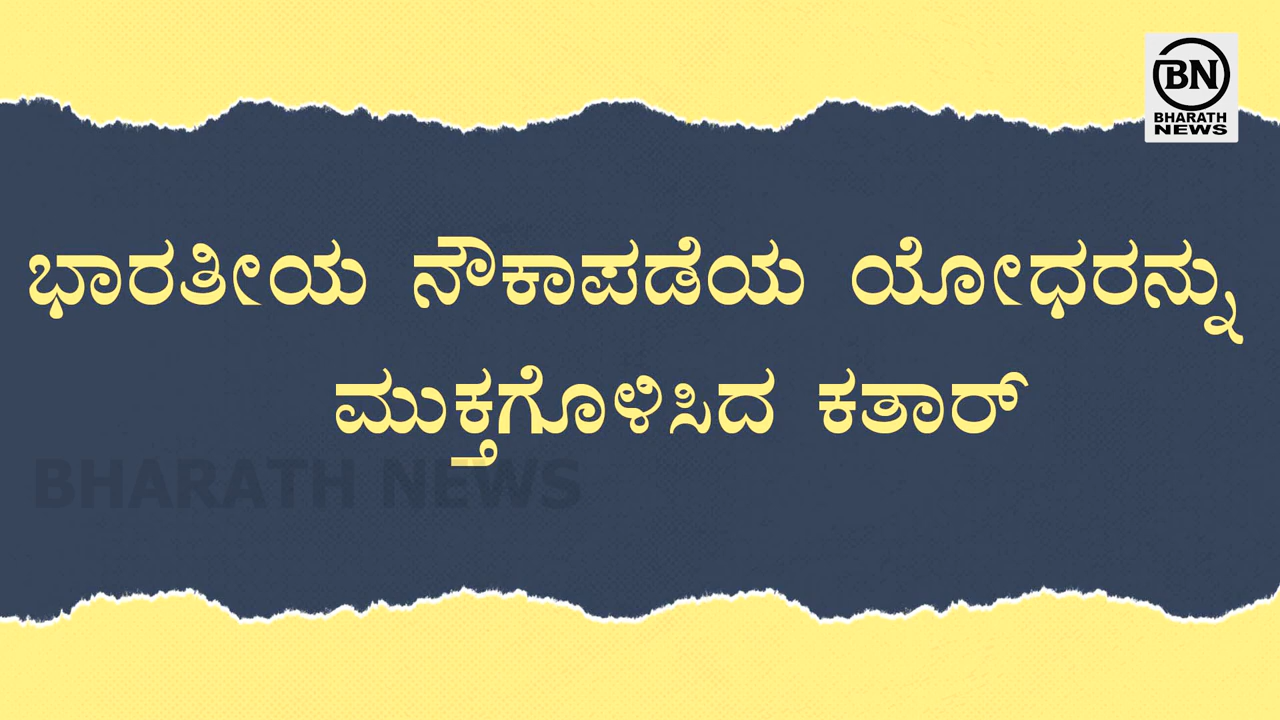 BN
BHARATH
NEWS
ಭಾರತೀಯ ನೌಕಾಪಡೆಯ ಯೋಧರನ್ನು
ಮುಕ್ತಗೊಳಿಸಿದ ಕತಾರ್
BHARATH NEWS